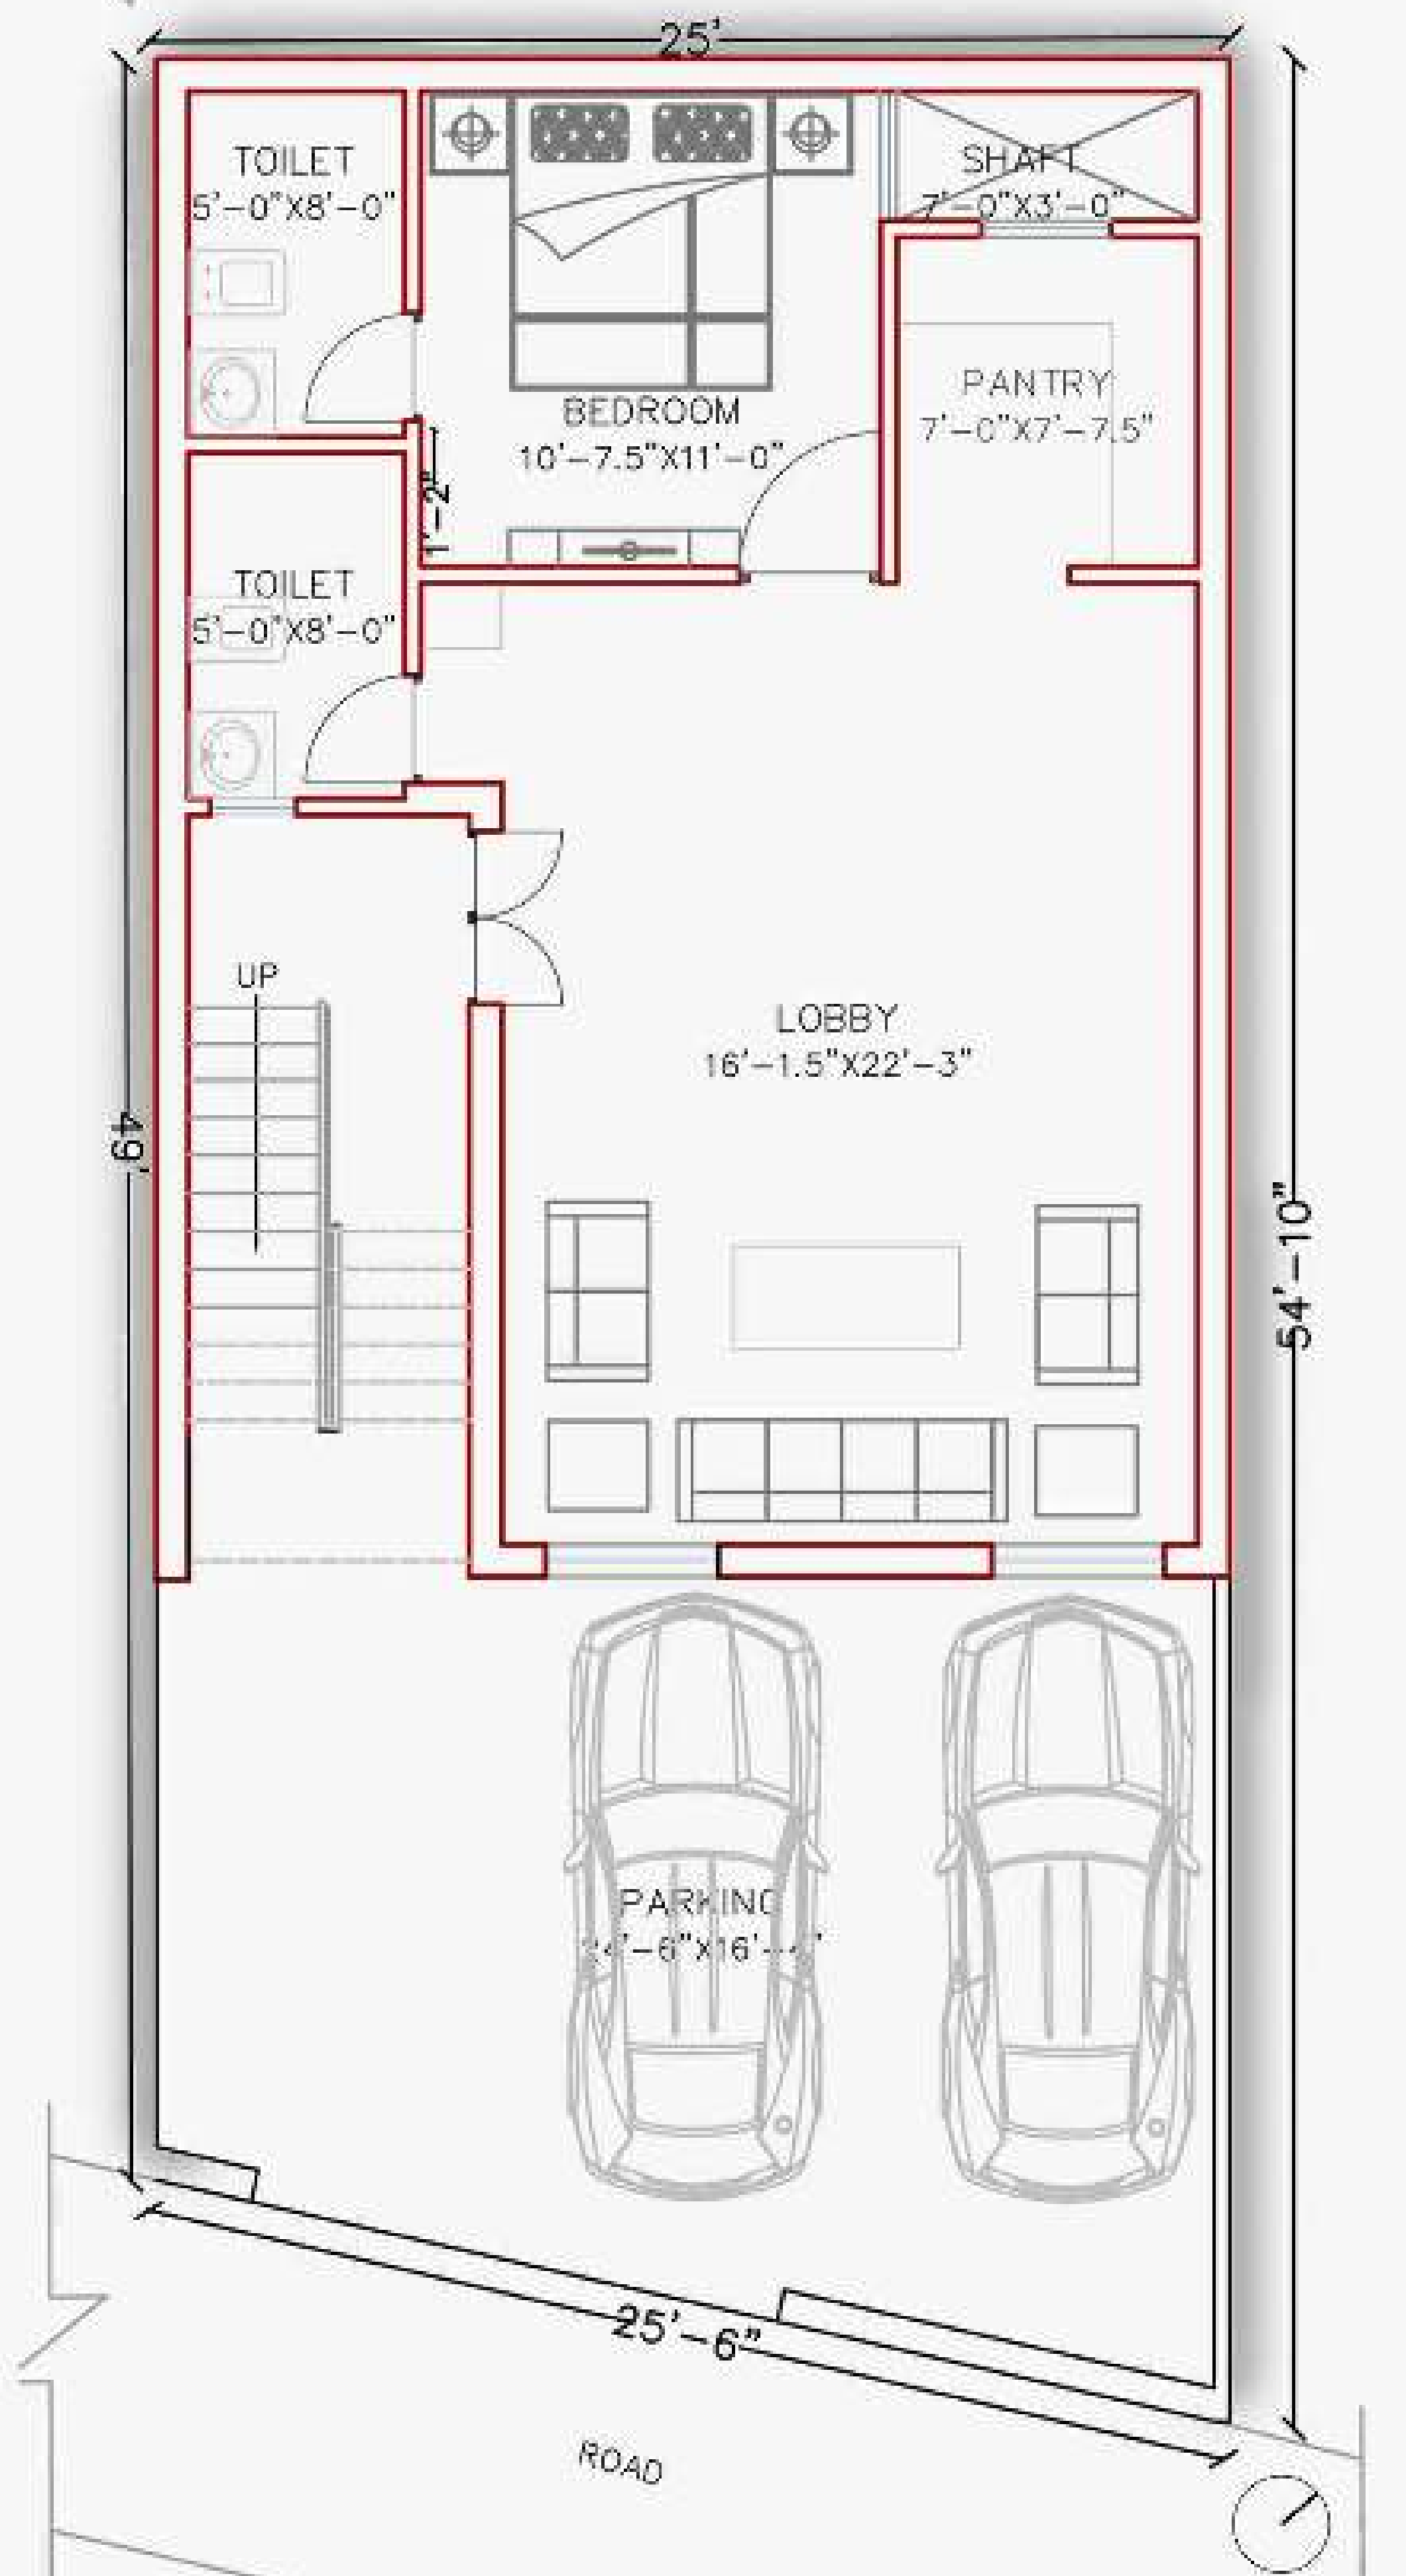 25'
TOILET
5'-0"X8'-0"
SHAFT
7'-0"X3'-0"
PANTRY
7'-0"X7'-7.5"
BEDROOM
10'-7.5"X11'-0"
1'-2"
TOILET
5'-0"X8'-0"
UP
LOBBY
16'-1.5"X22'-3"
49'
54'-10"
PARKING
25'-6"
ROAD